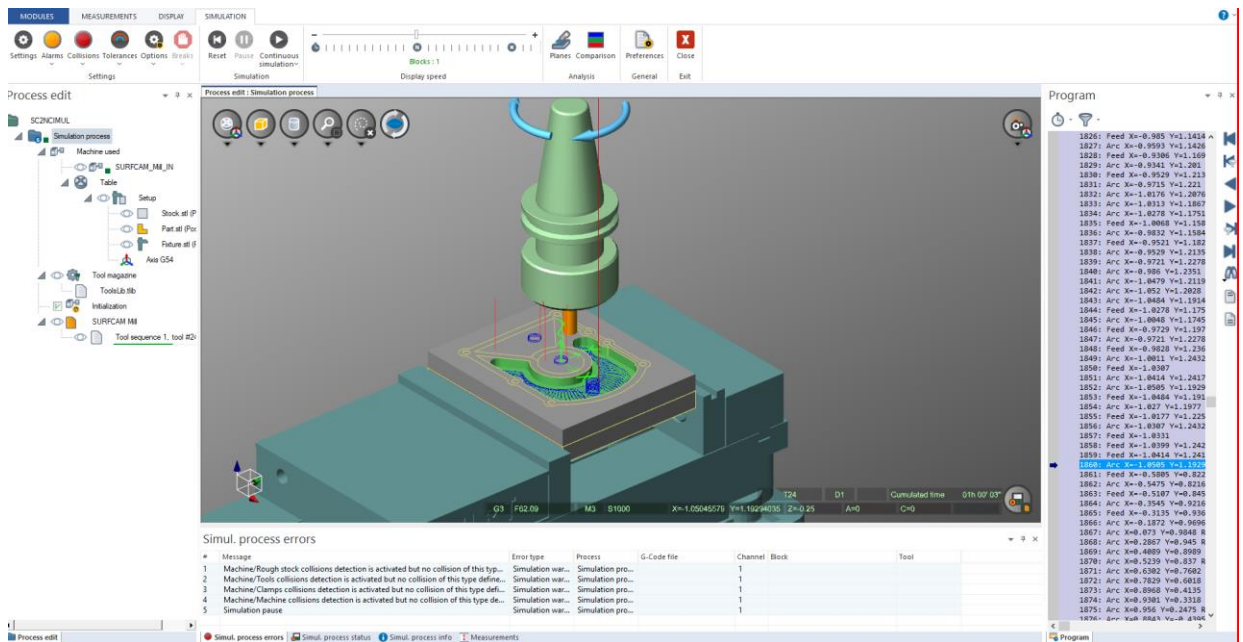 MODULES MEASUREMENTS DISPLAY SIMULATION
Settings Alarms Collisions Tolerances Options Breaks
Reset Pause Continuous simulation
- +
Blocks : 1
Planes Comparison Preferences Close
Settings Simulation Display speed Analysis General Exit
Process edit
SC2NCIMUL
Simulation process
Machine used
SURFCAM_Mill_IN
Table
Setup
Stock.stl (P
Part.stl (Por
Fixture.stl (F
Axis G54
Tool magazine
ToolsLib.tlib
Initialization
SURFCAM Mill
Tool sequence 1, tool #24
Process edit
Process edit : Simulation process
T24 D1 Cumulated time 01h 00' 03"
G3 F62.09 M3 S1000 X=-1.05045579 Y=1.19294035 Z=-0.25 A=0 C=0
Simul. process errors
# Message Error type Process G-Code file Channel Block Tool
1 Machine/Rough stock collisions detection is activated but no collision of this typ... Simulation war... Simulation pro... 1
2 Machine/Tools collisions detection is activated but no collision of this type define... Simulation war... Simulation pro... 1
3 Machine/Clamps collisions detection is activated but no collision of this type defi... Simulation war... Simulation pro... 1
4 Machine/Machine collisions detection is activated but no collision of this type de... Simulation war... Simulation pro... 1
5 Simulation pause Simulation war... Simulation pro... 1
Simul. process errors Simul. process status Simul. process info Measurements
Program
1826: Feed X=-0.985 Y=1.1414
1827: Arc X=-0.9593 Y=1.1426
1828: Feed X=-0.9306 Y=1.169
1829: Arc X=-0.9341 Y=1.201
1830: Feed X=-0.9529 Y=1.213
1831: Arc X=-0.9715 Y=1.221
1832: Arc X=-1.0176 Y=1.2076
1833: Arc X=-1.0313 Y=1.1867
1834: Arc X=-1.0278 Y=1.1751
1835: Feed X=-1.0068 Y=1.158
1836: Arc X=-0.9832 Y=1.1584
1837: Feed X=-0.9521 Y=1.182
1838: Arc X=-0.9529 Y=1.2135
1839: Arc X=-0.9721 Y=1.2278
1840: Arc X=-0.986 Y=1.2351
1841: Arc X=-1.0479 Y=1.2119
1842: Arc X=-1.052 Y=1.2028
1843: Arc X=-1.0484 Y=1.1914
1844: Feed X=-1.0278 Y=1.175
1845: Arc X=-1.0048 Y=1.1745
1846: Feed X=-0.9729 Y=1.197
1847: Arc X=-0.9721 Y=1.2278
1848: Feed X=-0.9828 Y=1.236
1849: Arc X=-1.0011 Y=1.2432
1850: Feed X=-1.0307
1851: Arc X=-1.0414 Y=1.2417
1852: Arc X=-1.0505 Y=1.1929
1853: Feed X=-1.0484 Y=1.191
1854: Arc X=-1.027 Y=1.1977
1855: Feed X=-1.0177 Y=1.225
1856: Arc X=-1.0307 Y=1.2432
1857: Feed X=-1.0331
1858: Feed X=-1.0399 Y=1.242
1859: Feed X=-1.0414 Y=1.241
1860: Arc X=-1.0505 Y=1.1929
1861: Feed X=-0.5805 Y=0.822
1862: Arc X=-0.5475 Y=0.8216
1863: Feed X=-0.5107 Y=0.845
1864: Arc X=-0.3545 Y=0.9216
1865: Feed X=-0.3135 Y=0.936
1866: Arc X=-0.1872 Y=0.9696
1867: Arc X=0.073 Y=0.9848 R
1868: Arc X=0.2867 Y=0.945 R
1869: Arc X=0.4089 Y=0.8989
1870: Arc X=0.5239 Y=0.837 R
1871: Arc X=0.6302 Y=0.7602
1872: Arc X=0.7829 Y=0.6018
1873: Arc X=0.8968 Y=0.4135
1874: Arc X=0.9301 Y=0.3318
1875: Arc X=0.956 Y=0.2475 R
1876: Arc X=0.8843 Y=-0.4395
Program